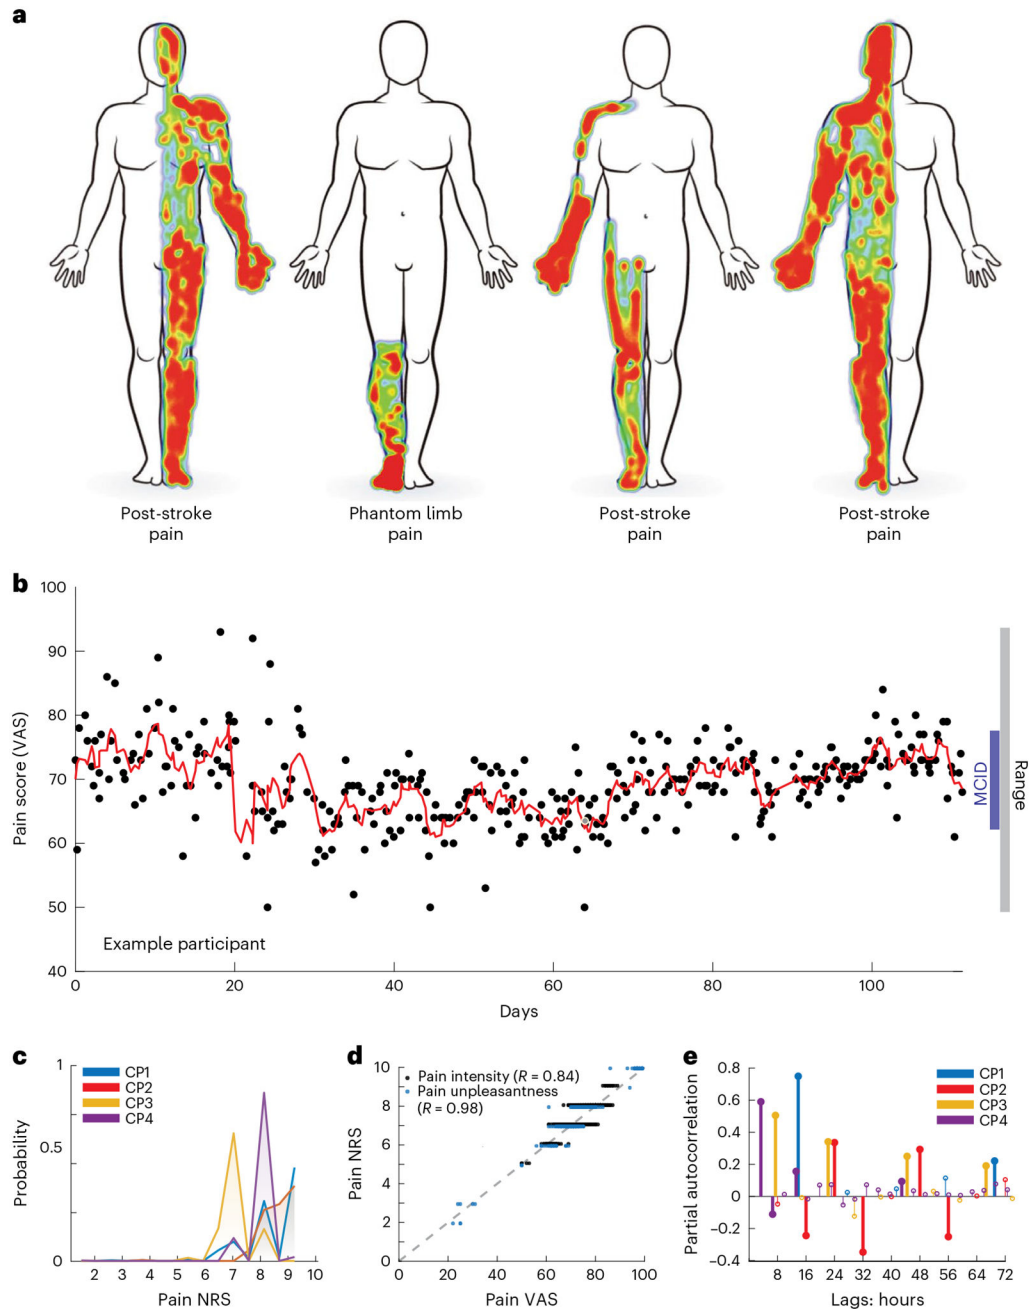 a
Post-stroke
pain
Phantom limb
pain
Post-stroke
pain
Post-stroke
pain
b
100
90
80
70
60
50
40
Pain score (VAS)
Example participant
0 20 40 60 80 100
Days
MCID
Range
c
1
0.5
0
Probability
CP1
CP2
CP3
CP4
2 3 4 5 6 7 8 9 10
Pain NRS
d
10
8
6
4
2
0
Pain NRS
Pain intensity (R = 0.84)
Pain unpleasantness
(R = 0.98)
0 20 40 60 80 100
Pain VAS
e
0.8
0.6
0.4
0.2
0
−0.2
−0.4
Partial autocorrelation
CP1
CP2
CP3
CP4
8 16 24 32 40 48 56 64 72
Lags: hours